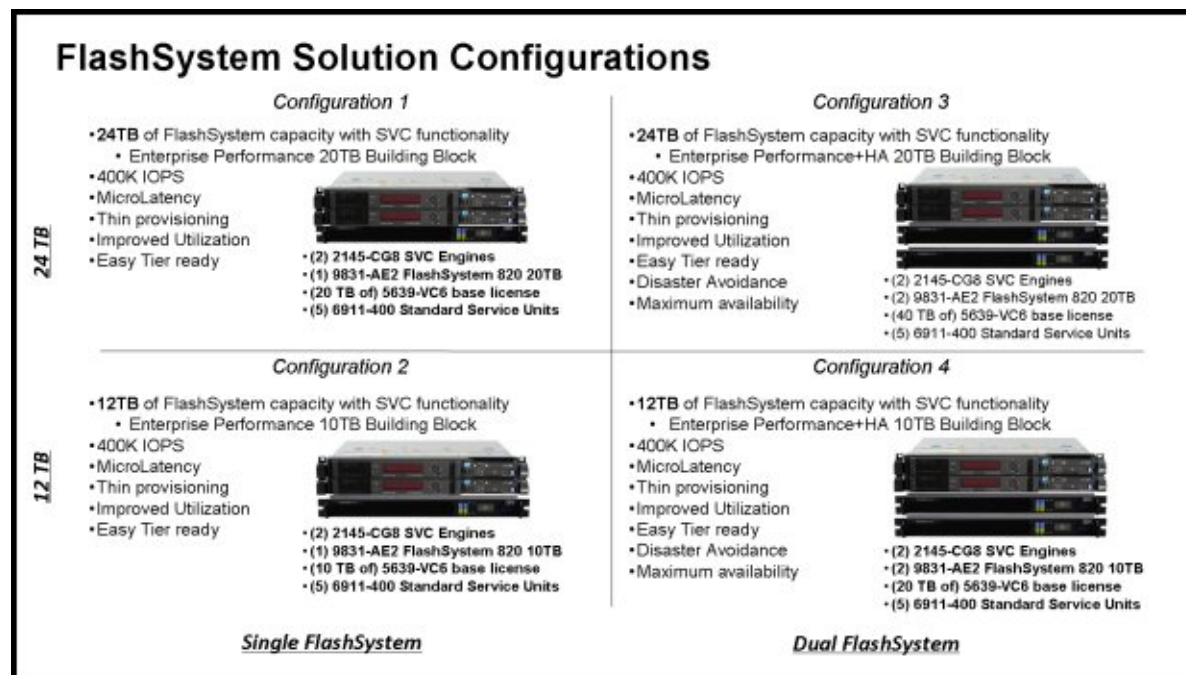 FlashSystem Solution Configurations
Configuration 1
•24TB of FlashSystem capacity with SVC functionality
• Enterprise Performance 20TB Building Block
•400K IOPS
•MicroLatency
•Thin provisioning
•Improved Utilization
•Easy Tier ready
•(2) 2145-CG8 SVC Engines
•(1) 9831-AE2 FlashSystem 820 20TB
•(20 TB of) 5639-VC6 base license
•(5) 6911-400 Standard Service Units
Configuration 3
•24TB of FlashSystem capacity with SVC functionality
• Enterprise Performance+HA 20TB Building Block
•400K IOPS
•MicroLatency
•Thin provisioning
•Improved Utilization
•Easy Tier ready
•Disaster Avoidance
•Maximum availability
•(2) 2145-CG8 SVC Engines
•(2) 9831-AE2 FlashSystem 820 20TB
•(40 TB of) 5639-VC6 base license
•(5) 6911-400 Standard Service Units
24 TB
Configuration 2
•12TB of FlashSystem capacity with SVC functionality
• Enterprise Performance 10TB Building Block
•400K IOPS
•MicroLatency
•Thin provisioning
•Improved Utilization
•Easy Tier ready
•(2) 2145-CG8 SVC Engines
•(1) 9831-AE2 FlashSystem 820 10TB
•(10 TB of) 5639-VC6 base license
•(5) 6911-400 Standard Service Units
Configuration 4
•12TB of FlashSystem capacity with SVC functionality
• Enterprise Performance+HA 10TB Building Block
•400K IOPS
•MicroLatency
•Thin provisioning
•Improved Utilization
•Easy Tier ready
•Disaster Avoidance
•Maximum availability
•(2) 2145-CG8 SVC Engines
•(2) 9831-AE2 FlashSystem 820 10TB
•(20 TB of) 5639-VC6 base license
•(5) 6911-400 Standard Service Units
12 TB
Single FlashSystem
Dual FlashSystem